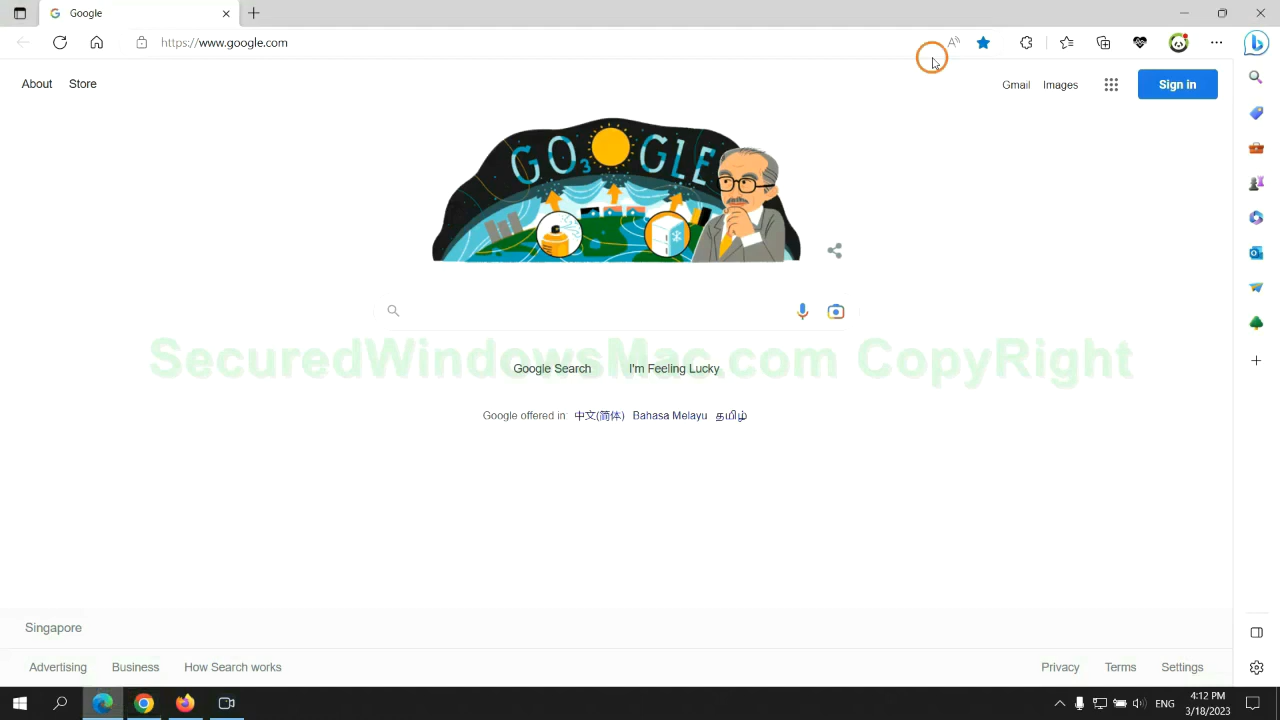 Google
https://www.google.com
About Store
Gmail Images Sign in
GO3GLE
SecuredWindowsMac.com CopyRight
Google Search I'm Feeling Lucky
Google offered in: 中文(简体) Bahasa Melayu தமிழ்
Singapore
Advertising Business How Search works
Privacy Terms Settings
ENG
4:12 PM
3/18/2023